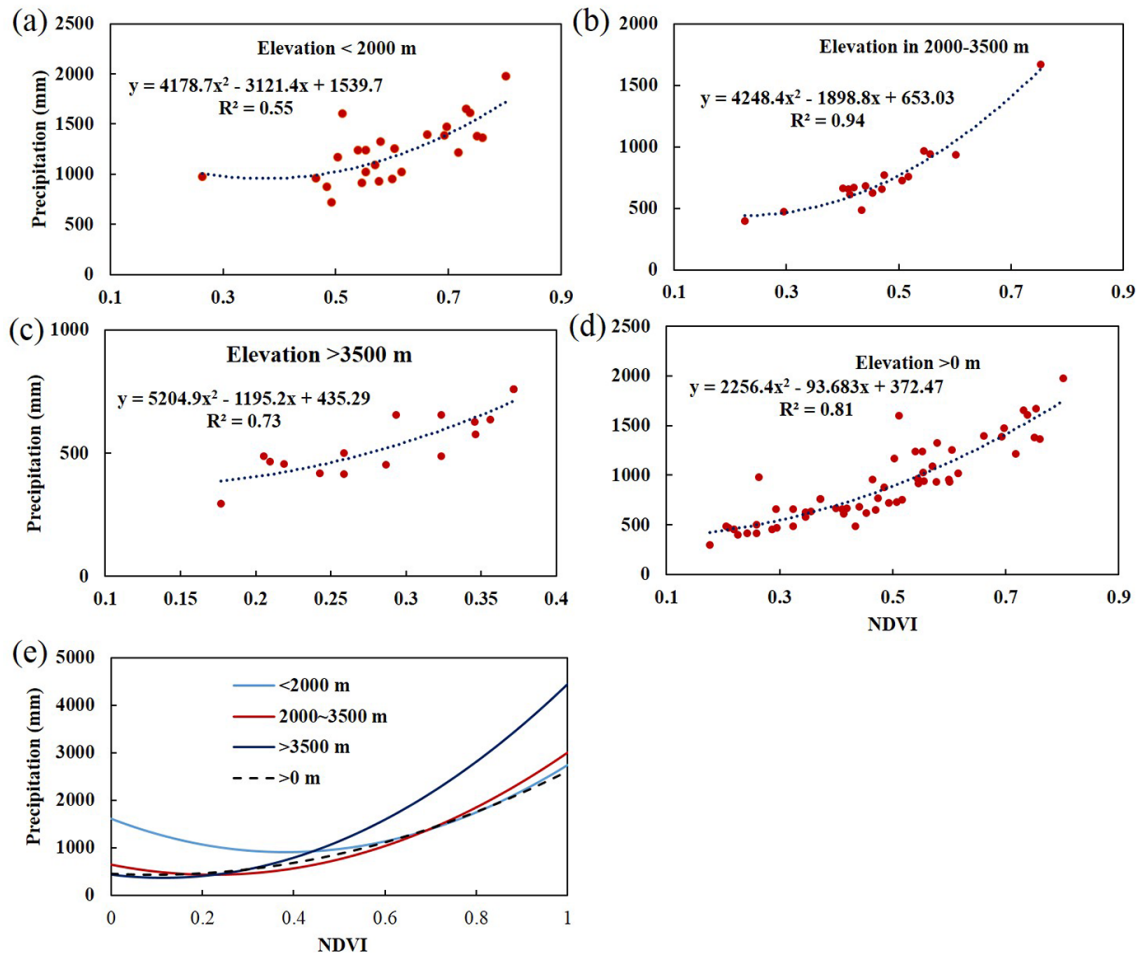 (a)
2500
2000
1500
1000
500
0
Precipitation (mm)
Elevation < 2000 m
y = 4178.7x² - 3121.4x + 1539.7
R² = 0.55
0.1 0.3 0.5 0.7 0.9
(b)
2000
1500
1000
500
0
Elevation in 2000-3500 m
y = 4248.4x² - 1898.8x + 653.03
R² = 0.94
0.1 0.3 0.5 0.7 0.9
(c)
1000
500
0
Precipitation (mm)
Elevation >3500 m
y = 5204.9x² - 1195.2x + 435.29
R² = 0.73
0.1 0.15 0.2 0.25 0.3 0.35 0.4
(d)
2500
2000
1500
1000
500
0
Elevation >0 m
y = 2256.4x² - 93.683x + 372.47
R² = 0.81
0.1 0.3 0.5 0.7 0.9
NDVI
(e)
5000
4000
3000
2000
1000
0
Precipitation (mm)
<2000 m
2000~3500 m
>3500 m
>0 m
0 0.2 0.4 0.6 0.8 1
NDVI